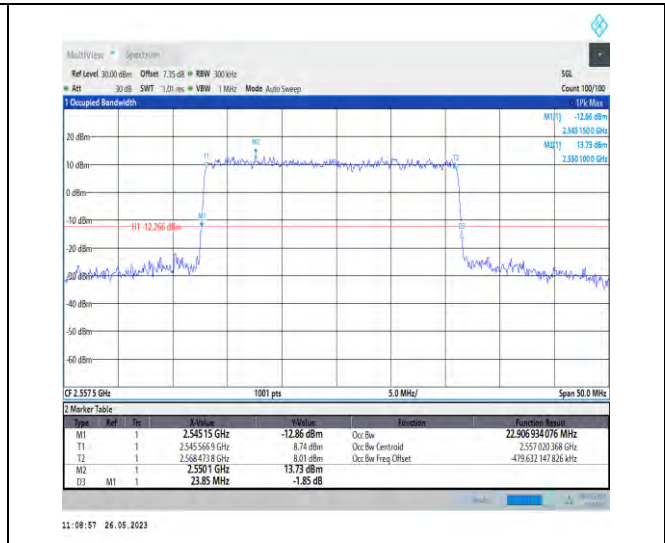 MultiView Spectrum
Ref Level 30.00 dBm Offset 7.35 dB RBW 300 kHz SGL
Att 30 dB SWT 1.01 ms VBW 1 MHz Mode Auto Sweep Count 100/100
1 Occupied Bandwidth 1Pk Max
M1[1] -12.86 dBm
2.545 150 0 GHz
M2[1] 13.73 dBm
2.550 100 0 GHz
20 dBm
M2
T1 T2
10 dBm
0 dBm
-10 dBm M1
H1 -12.266 dBm D3
-20 dBm
-30 dBm
-40 dBm
-50 dBm
-60 dBm
CF 2.557 5 GHz 1001 pts 5.0 MHz/ Span 50.0 MHz
2 Marker Table
Type Ref Trc X-Value Y-Value Function Function Result
M1 1 2.545 15 GHz -12.86 dBm Occ Bw 22.906 934 076 MHz
T1 1 2.545 566 9 GHz 8.74 dBm Occ Bw Centroid 2.557 020 368 GHz
T2 1 2.568 473 8 GHz 8.01 dBm Occ Bw Freq Offset -479.632 147 826 kHz
M2 1 2.550 1 GHz 13.73 dBm
D3 M1 1 23.85 MHz -1.85 dB
11:08:57 26.05.2023